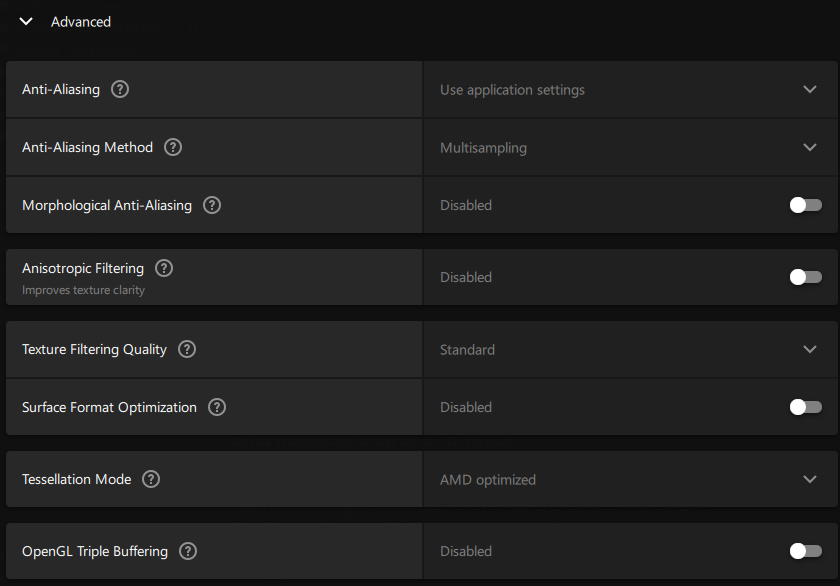 Advanced
Anti-Aliasing ?
Use application settings
Anti-Aliasing Method ?
Multisampling
Morphological Anti-Aliasing ?
Disabled
Anisotropic Filtering ?
Improves texture clarity
Disabled
Texture Filtering Quality ?
Standard
Surface Format Optimization ?
Disabled
Tessellation Mode ?
AMD optimized
OpenGL Triple Buffering ?
Disabled